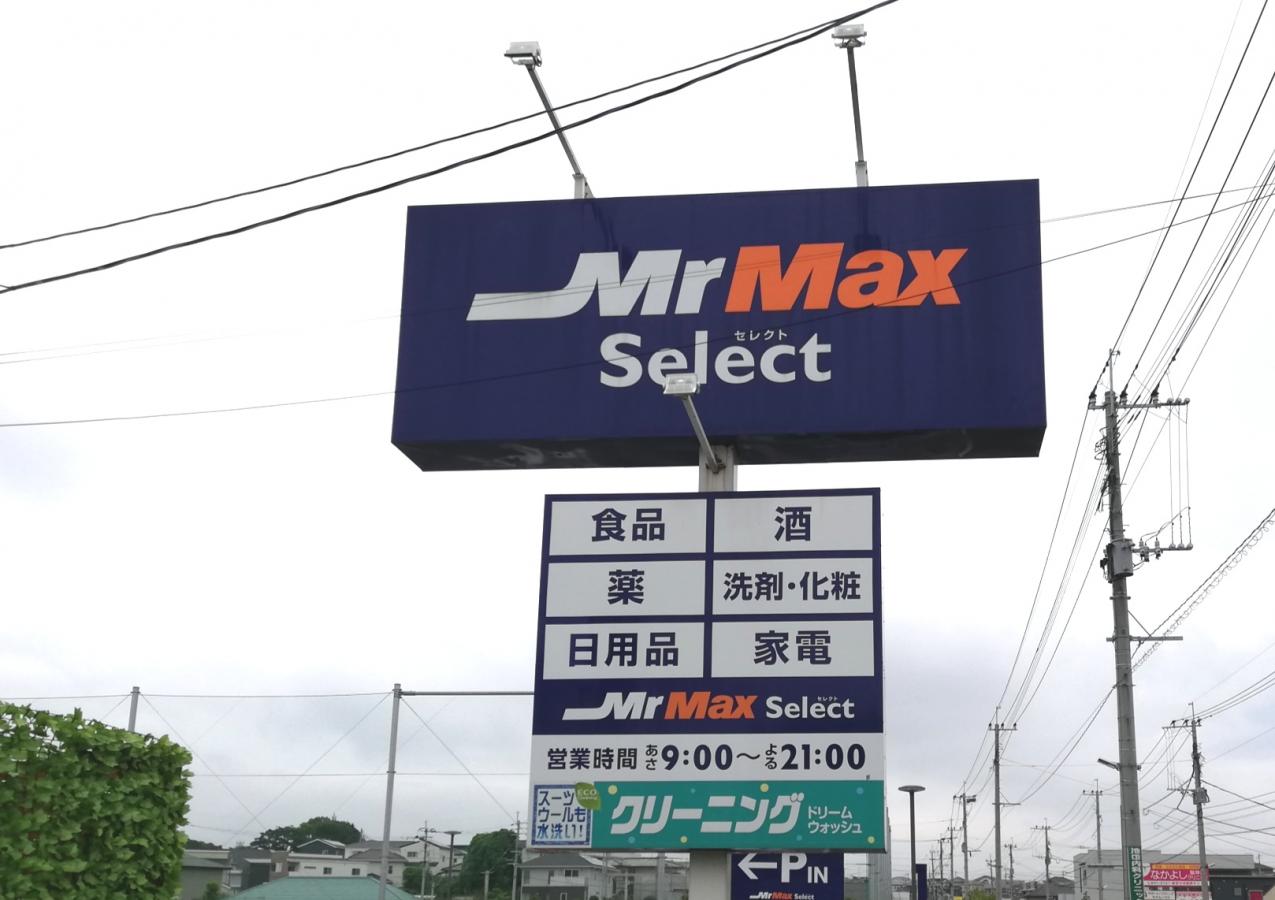 MrMax
セレクト
Select
食品 酒
薬 洗剤・化粧
日用品 家電
MrMax Select セレクト
営業時間 あさ 9:00～よる 21:00
スーツ
ウールも
水洗い!
ECO
クリーニング
ドリーム
ウォッシュ
←P IN
MrMax Select
なかよし